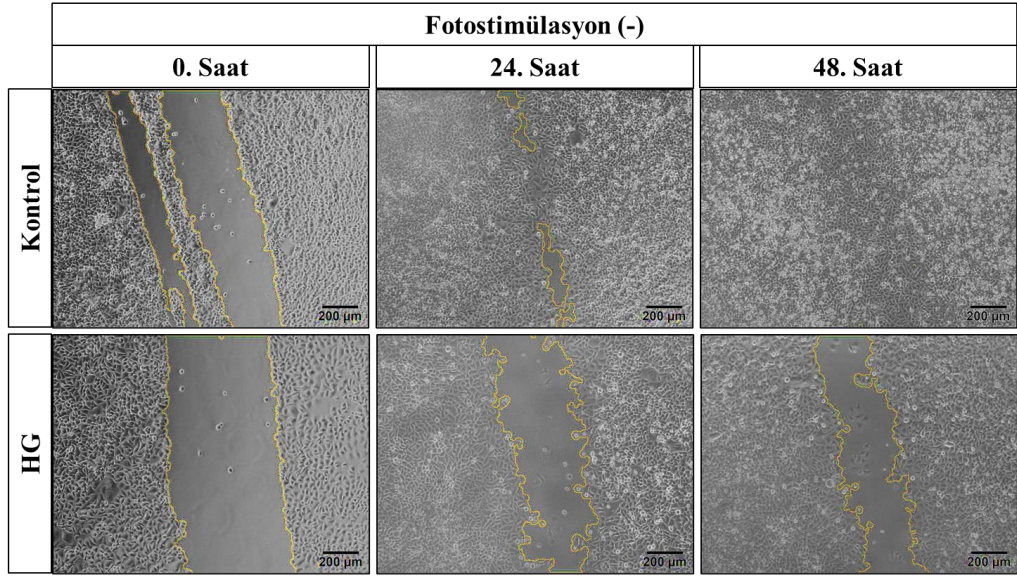 Fotostimülasyon (-)
0. Saat
24. Saat
48. Saat
Kontrol
200 µm
200 µm
200 µm
HG
200 µm
200 µm
200 µm